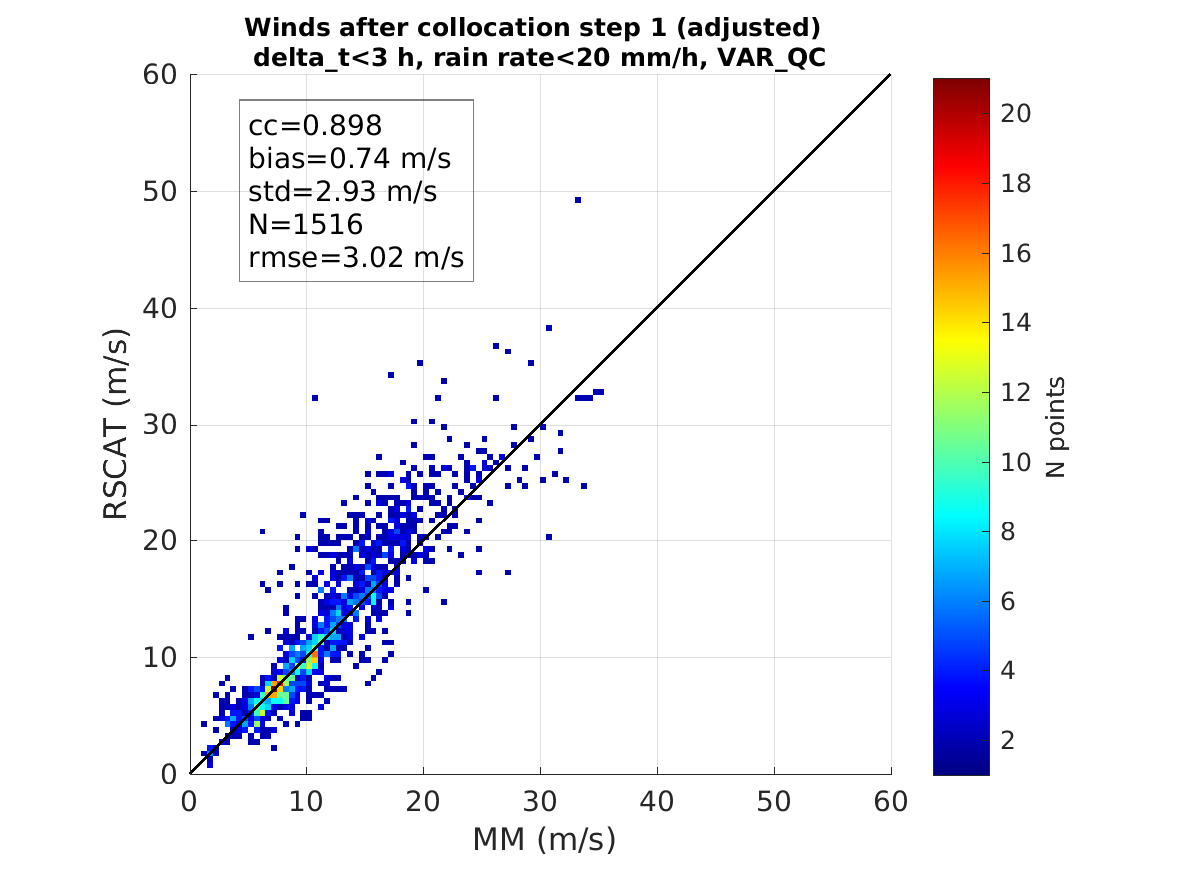 Winds after collocation step 1 (adjusted)
delta_t<3 h, rain rate<20 mm/h, VAR_QC
cc=0.898
bias=0.74 m/s
std=2.93 m/s
N=1516
rmse=3.02 m/s
60
50
40
30
20
10
0
RSCAT (m/s)
0 10 20 30 40 50 60
MM (m/s)
20
18
16
14
12
10
8
6
4
2
N points